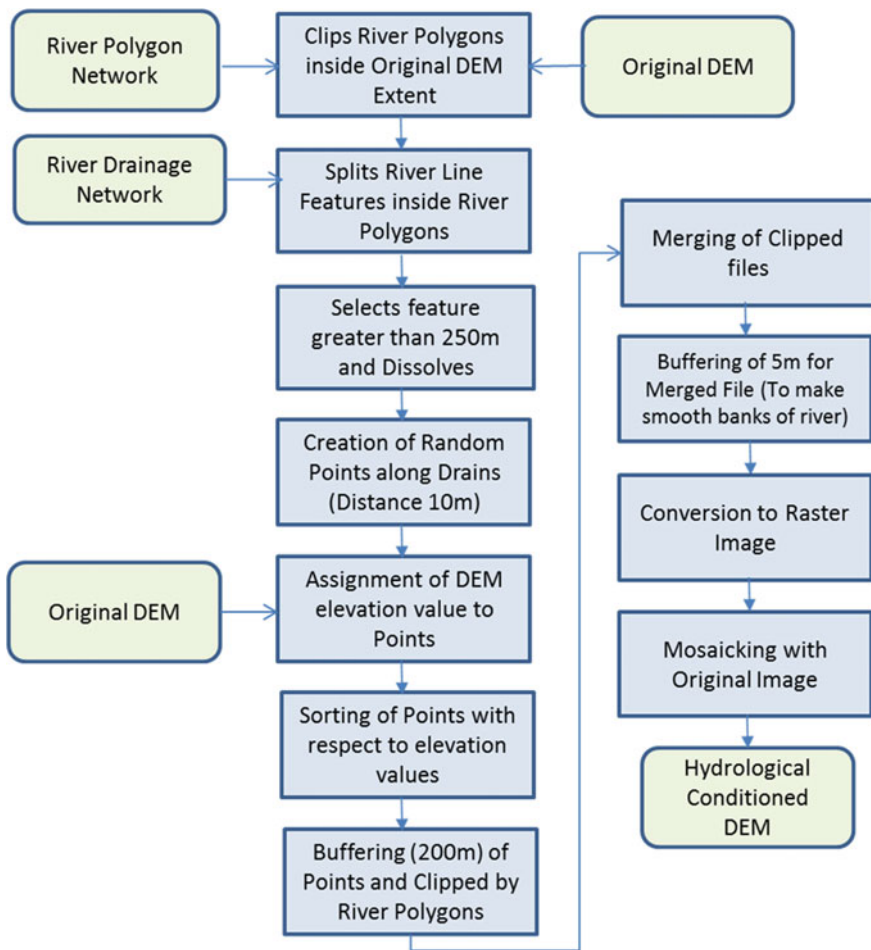 River Polygon
Network
Clips River Polygons
inside Original DEM
Extent
Original DEM
River Drainage
Network
Splits River Line
Features inside River
Polygons
Selects feature
greater than 250m
and Dissolves
Creation of Random
Points along Drains
(Distance 10m)
Original DEM
Assignment of DEM
elevation value to
Points
Sorting of Points with
respect to elevation
values
Buffering (200m) of
Points and Clipped by
River Polygons
Merging of Clipped
files
Buffering of 5m for
Merged File (To make
smooth banks of river)
Conversion to Raster
Image
Mosaicking with
Original Image
Hydrological
Conditioned
DEM